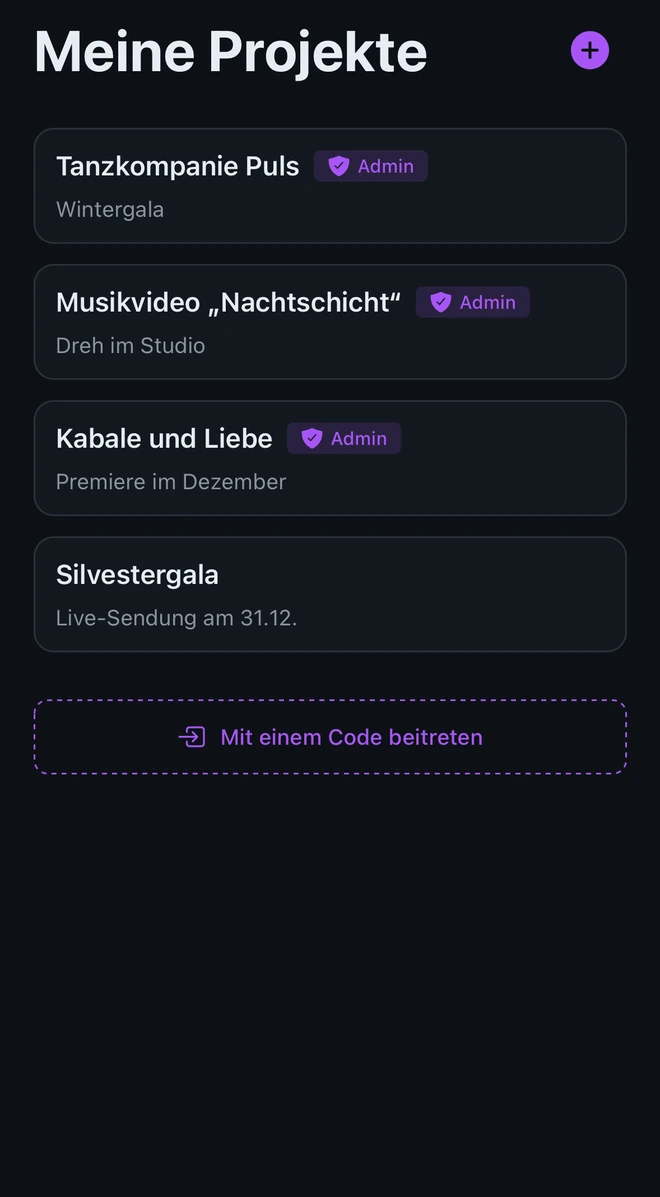 Meine Projekte
Tanzkompanie Puls Admin
Wintergala
Musikvideo „Nachtschicht“ Admin
Dreh im Studio
Kabale und Liebe Admin
Premiere im Dezember
Silvestergala
Live-Sendung am 31.12.
Mit einem Code beitreten